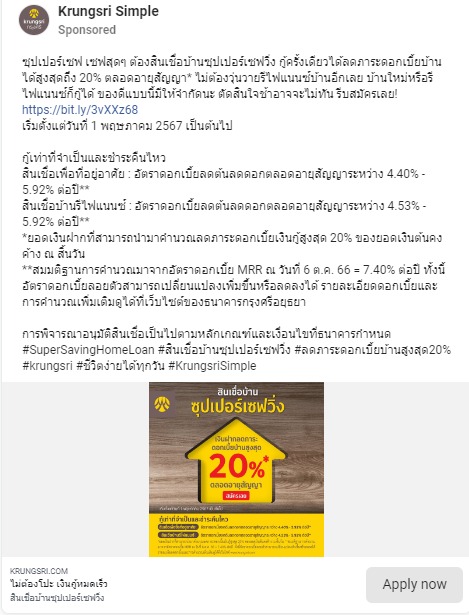 Krungsri Simple
Sponsored
krungsri
กรุงศรี
ซุปเปอร์เซฟ เซฟสุดๆ ต้องสินเชื่อบ้านซุปเปอร์เซฟวิ่ง กู้ครั้งเดียวได้ลดภาระดอกเบี้ยบ้าน
ได้สูงสุดถึง 20% ตลอดอายุสัญญา* ไม่ต้องวุ่นวายรีไฟแนนซ์บ้านอีกเลย บ้านใหม่หรือรี
ไฟแนนซ์ก็กู้ได้ ของดีแบบนี้มีให้จำกัดนะ ตัดสินใจช้าอาจจะไม่ทัน รีบสมัครเลย!
https://bit.ly/3vXXz68
เริ่มตั้งแต่วันที่ 1 พฤษภาคม 2567 เป็นต้นไป
กู้เท่าที่จำเป็นและชำระคืนไหว
สินเชื่อเพื่อที่อยู่อาศัย : อัตราดอกเบี้ยลดต้นลดดอกตลอดอายุสัญญาระหว่าง 4.40% -
5.92% ต่อปี**
สินเชื่อบ้านรีไฟแนนซ์ : อัตราดอกเบี้ยลดต้นลดดอกตลอดอายุสัญญาระหว่าง 4.53% -
5.92% ต่อปี**
*ยอดเงินฝากที่สามารถนำมาคำนวณลดภาระดอกเบี้ยเงินกู้สูงสุด 20% ของยอดเงินต้นคง
ค้าง ณ สิ้นวัน
**สมมติฐานการคำนวณมาจากอัตราดอกเบี้ย MRR ณ วันที่ 6 ต.ค. 66 = 7.40% ต่อปี ทั้งนี้
อัตราดอกเบี้ยลอยตัวสามารถเปลี่ยนแปลงเพิ่มขึ้นหรือลดลงได้ รายละเอียดดอกเบี้ยและ
การคำนวณเพิ่มเติมดูได้ที่เว็บไซต์ของธนาคารกรุงศรีอยุธยา
การพิจารณาอนุมัติสินเชื่อเป็นไปตามหลักเกณฑ์และเงื่อนไขที่ธนาคารกำหนด
#SuperSavingHomeLoan #สินเชื่อบ้านซุปเปอร์เซฟวิ่ง #ลดภาระดอกเบี้ยบ้านสูงสุด20%
#krungsri #ชีวิตง่ายได้ทุกวัน #KrungsriSimple
สินเชื่อบ้าน
ซุปเปอร์เซฟวิ่ง
เงินฝากลดภาระ
ดอกเบี้ยบ้านสูงสุด
20%*
ตลอดอายุสัญญา
สมัครเลย
กู้เท่าที่จำเป็นและชำระคืนไหว
KRUNGSRI.COM
ไม่ต้องโปะ เงินกู้หมดเร็ว
สินเชื่อบ้านซุปเปอร์เซฟวิ่ง
Apply now